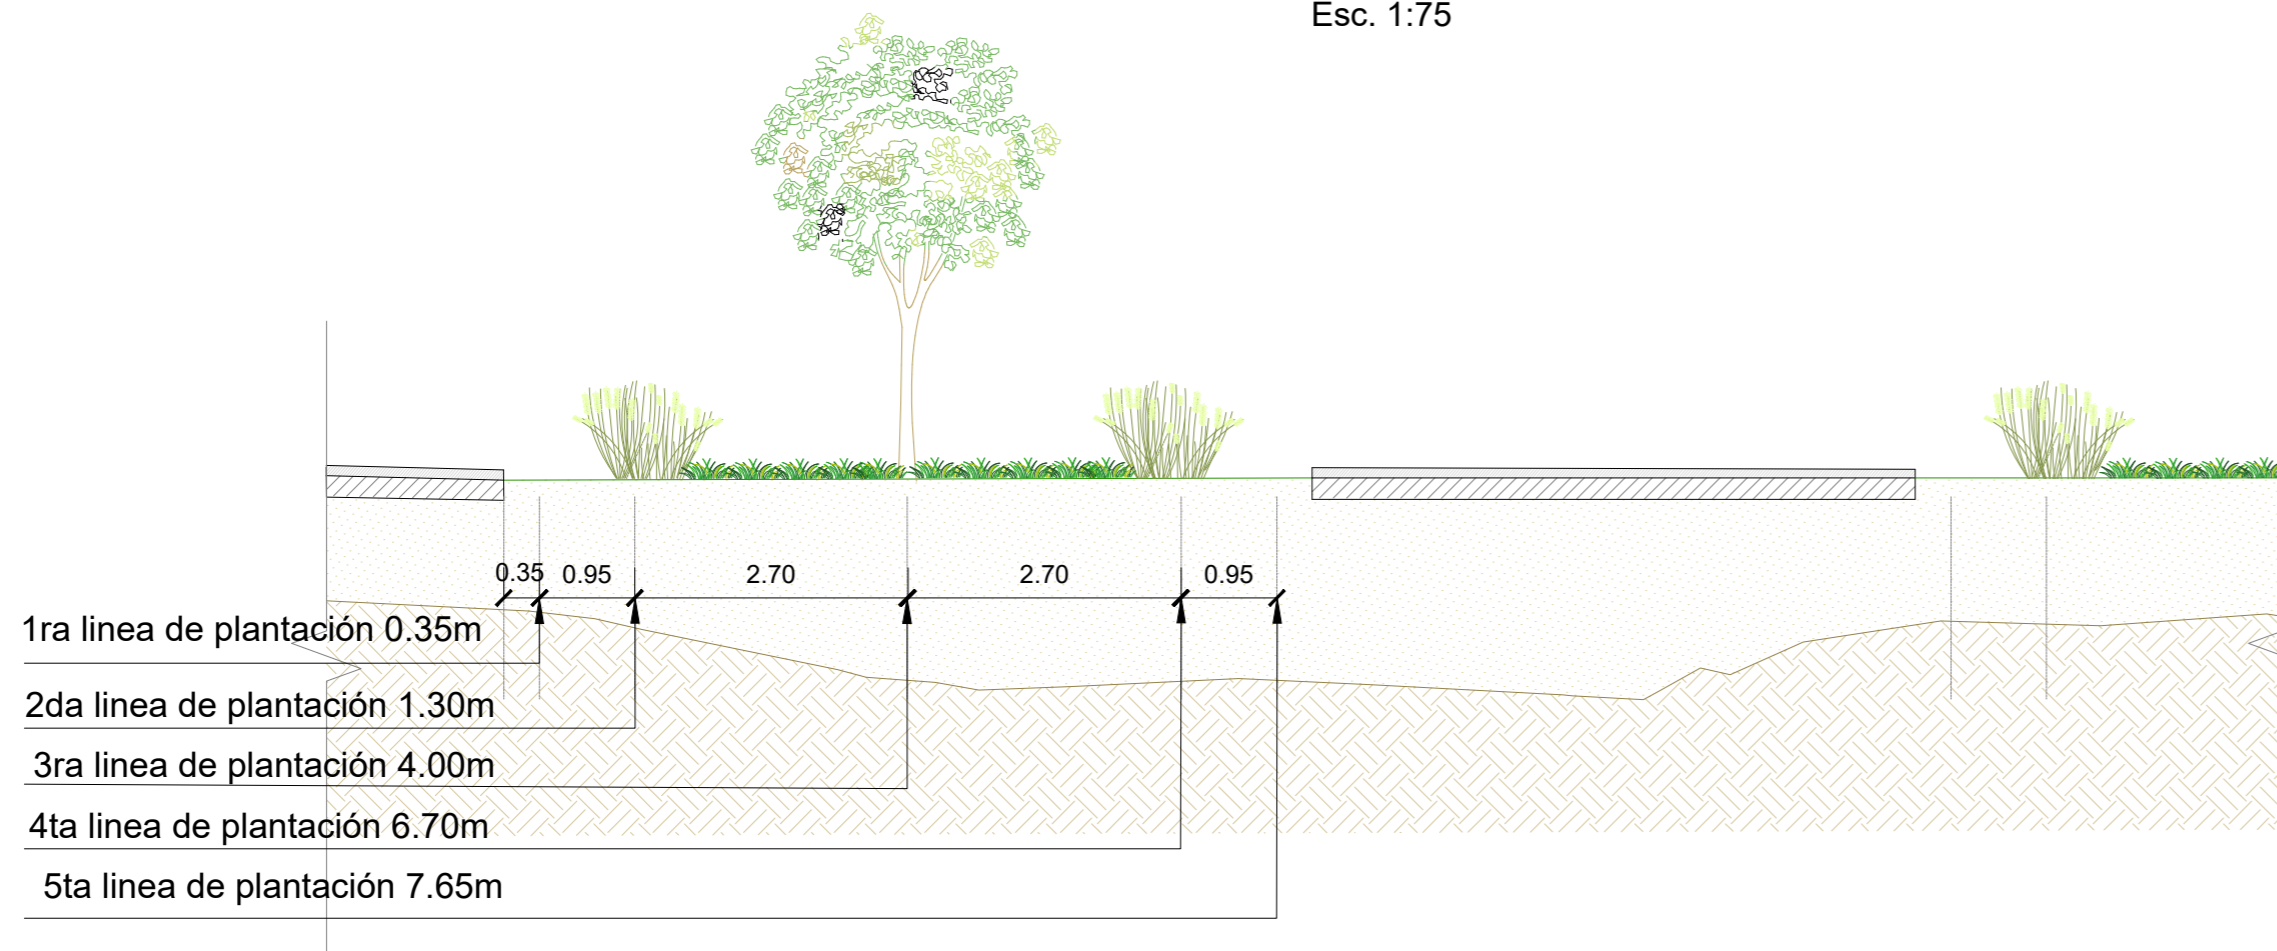 Esc. 1:75
0.35 0.95 2.70 2.70 0.95
1ra linea de plantación 0.35m
2da linea de plantación 1.30m
3ra linea de plantación 4.00m
4ta linea de plantación 6.70m
5ta linea de plantación 7.65m